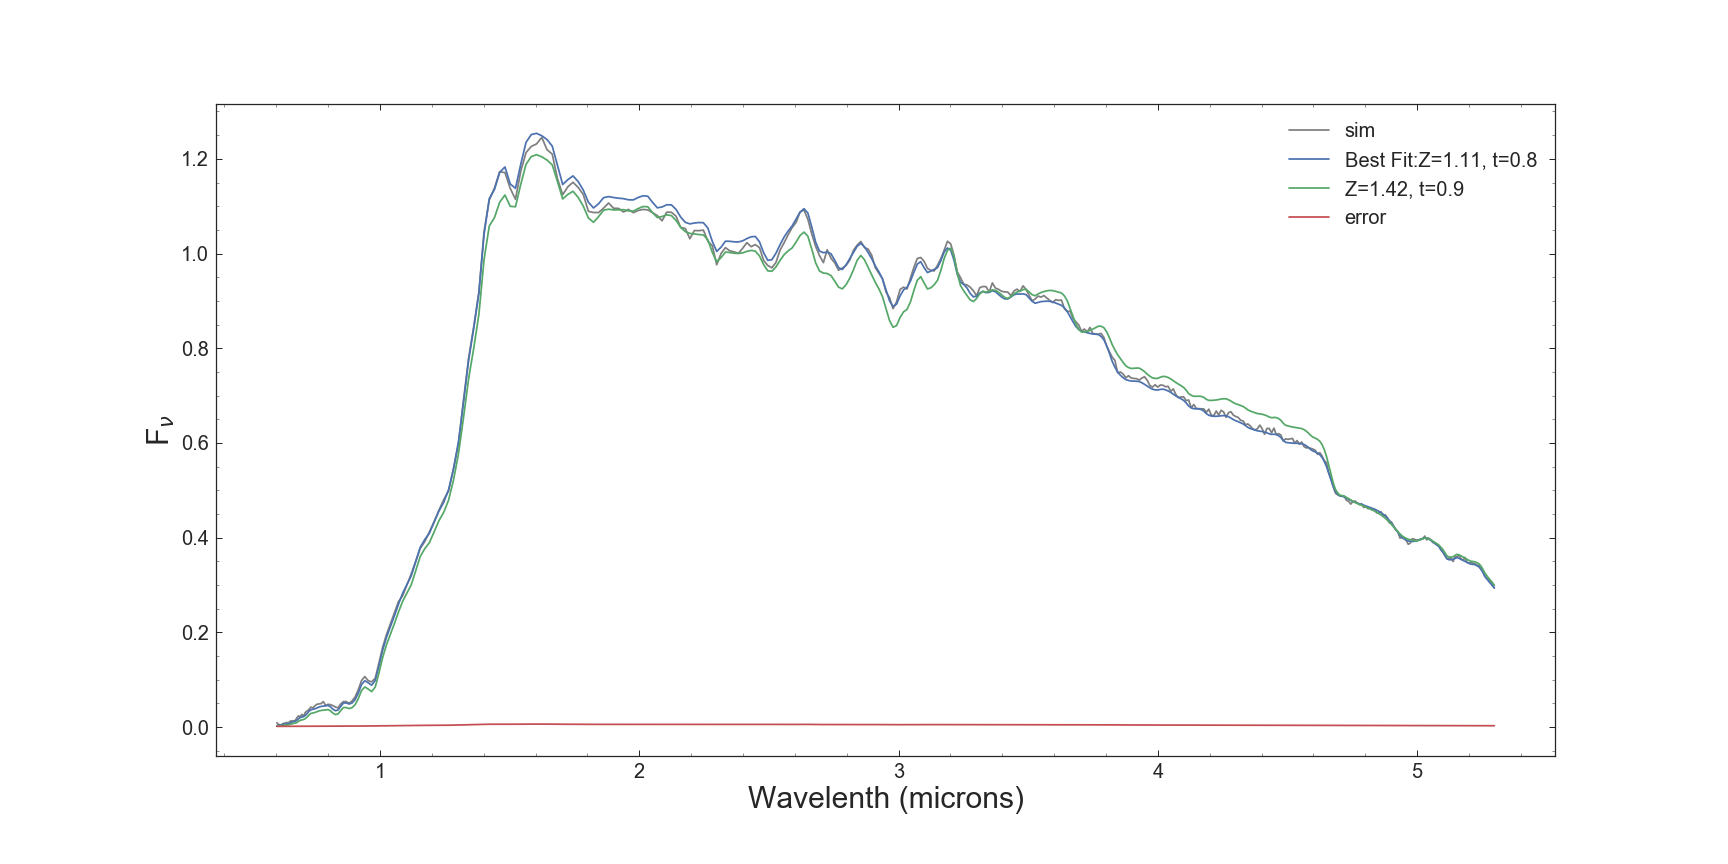 sim
Best Fit:Z=1.11, t=0.8
Z=1.42, t=0.9
error
1.2
1.0
0.8
0.6
0.4
0.2
0.0
Fν
1 2 3 4 5
Wavelenth (microns)